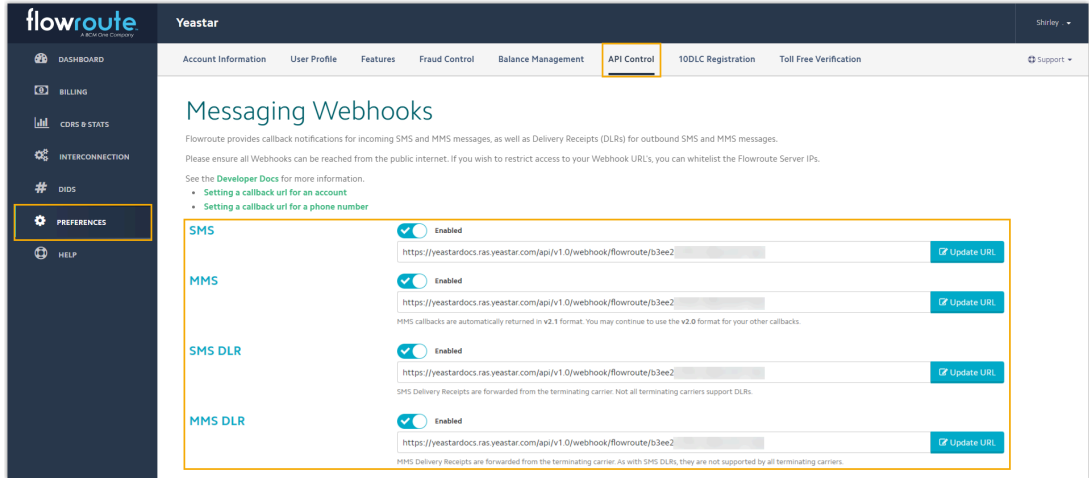 flowroute
A BCM One Company
Yeastar
Shirley .
DASHBOARD
BILLING
CDRS & STATS
INTERCONNECTION
DIDS
PREFERENCES
HELP
Account Information User Profile Features Fraud Control Balance Management API Control 10DLC Registration Toll Free Verification Support
Messaging Webhooks
Flowroute provides callback notifications for incoming SMS and MMS messages, as well as Delivery Receipts (DLRs) for outbound SMS and MMS messages.
Please ensure all Webhooks can be reached from the public internet. If you wish to restrict access to your Webhook URL's, you can whitelist the Flowroute Server IPs.
See the Developer Docs for more information.
• Setting a callback url for an account
• Setting a callback url for a phone number
SMS Enabled
https://yeastardocs.ras.yeastar.com/api/v1.0/webhook/flowroute/b3ee2 Update URL
MMS Enabled
https://yeastardocs.ras.yeastar.com/api/v1.0/webhook/flowroute/b3ee2 Update URL
MMS callbacks are automatically returned in v2.1 format. You may continue to use the v2.0 format for your other callbacks.
SMS DLR Enabled
https://yeastardocs.ras.yeastar.com/api/v1.0/webhook/flowroute/b3ee2 Update URL
SMS Delivery Receipts are forwarded from the terminating carrier. Not all terminating carriers support DLRs.
MMS DLR Enabled
https://yeastardocs.ras.yeastar.com/api/v1.0/webhook/flowroute/b3ee2 Update URL
MMS Delivery Receipts are forwarded from the terminating carrier. As with SMS DLRs, they are not supported by all terminating carriers.